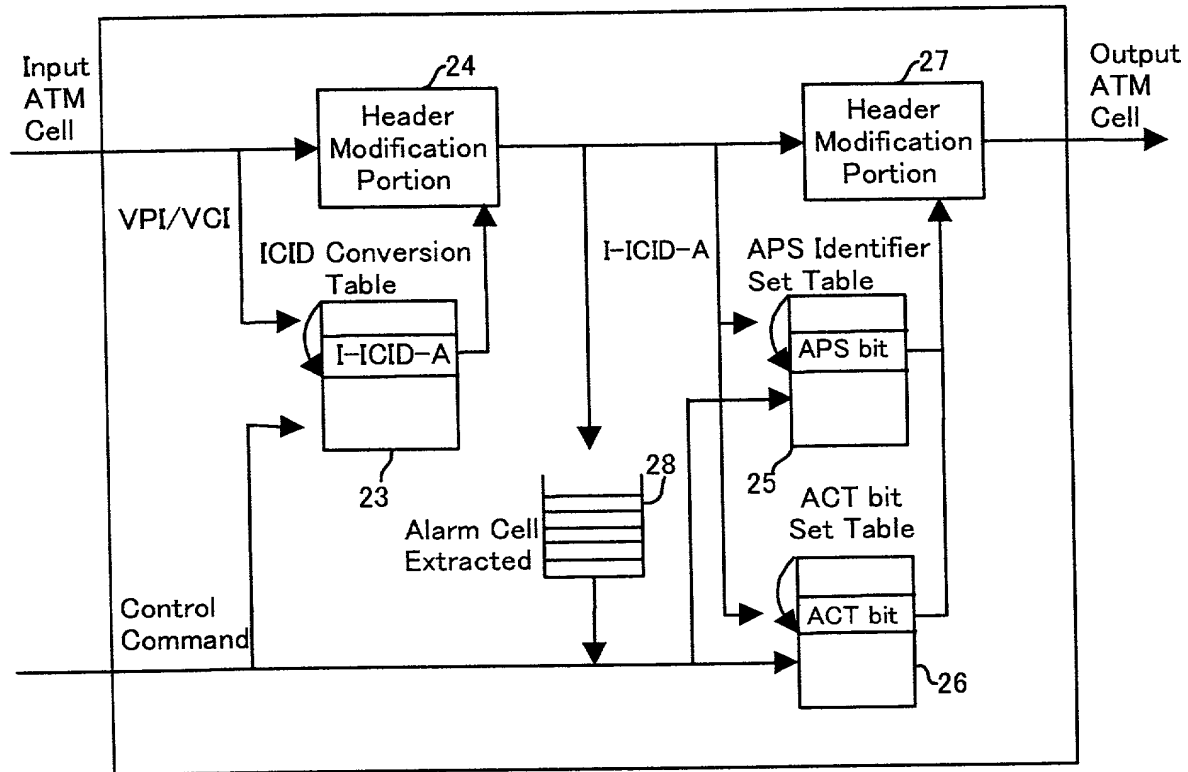 Input
ATM
Cell
24
Header
Modification
Portion
27
Header
Modification
Portion
Output
ATM
Cell
VPI/VCI
ICID Conversion
Table
I-ICID-A
23
I-ICID-A
APS Identifier
Set Table
APS bit
25
28
Alarm Cell
Extracted
ACT bit
Set Table
ACT bit
26
Control
Command